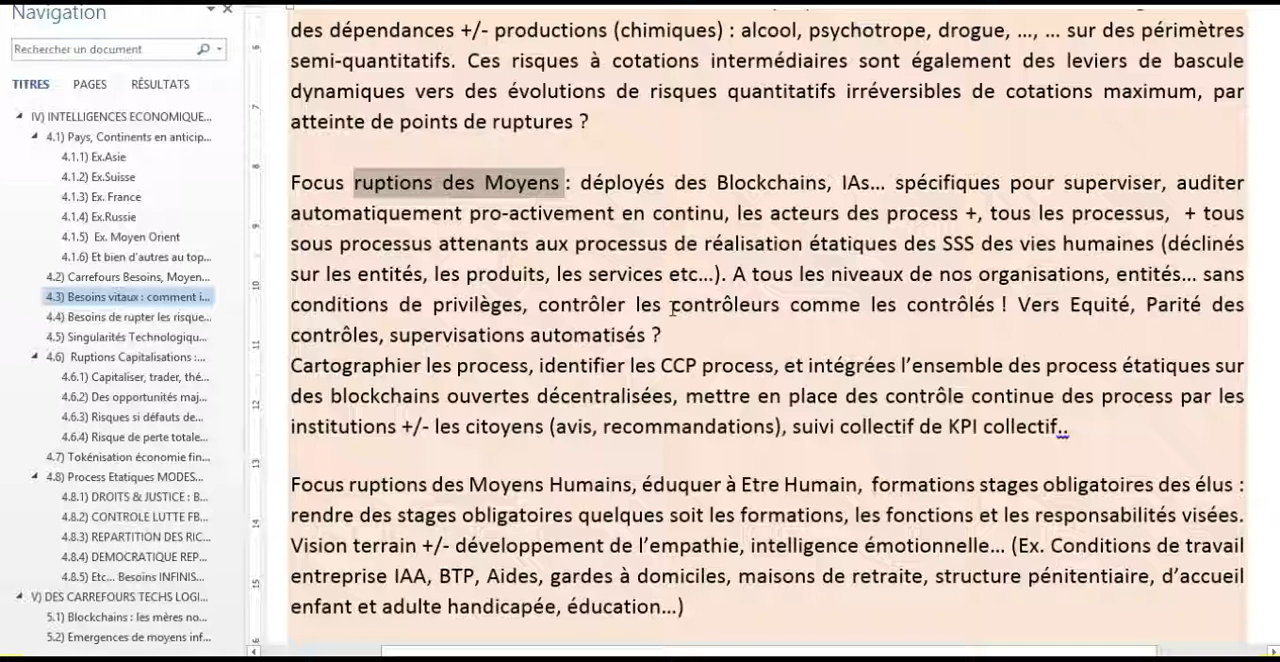 Navigation
Rechercher un document
TITRES PAGES RÉSULTATS
IV) INTELLIGENCES ECONOMIQUE...
4.1) Pays, Continents en anticip...
4.1.1) Ex.Asie
4.1.2) Ex.Suisse
4.1.3) Ex. France
4.1.4) Ex.Russie
4.1.5) Ex. Moyen Orient
4.1.6) Et bien d'autres au top...
4.2) Carrefours Besoins, Moyen...
4.3) Besoins vitaux : comment i...
4.4) Besoins de rupter les risque...
4.5) Singularités Technologiqu...
4.6) Ruptions Capitalisations :...
4.6.1) Capitaliser, trader, thé...
4.6.2) Des opportunités maj...
4.6.3) Risques si défauts de...
4.6.4) Risque de perte totale...
4.7) Tokénisation économie fin...
4.8) Process Etatiques MODES...
4.8.1) DROITS & JUSTICE : B...
4.8.2) CONTROLE LUTTE FB...
4.8.3) REPARTITION DES RIC...
4.8.4) DEMOCRATIQUE REP...
4.8.5) Etc... Besoins INFINIS...
V) DES CARREFOURS TECHS LOGI...
5.1) Blockchains : les mères no...
5.2) Emergences de moyens inf...
des dépendances +/- productions (chimiques) : alcool, psychotrope, drogue, ..., ... sur des périmètres
semi-quantitatifs. Ces risques à cotations intermédiaires sont également des leviers de bascule
dynamiques vers des évolutions de risques quantitatifs irréversibles de cotations maximum, par
atteinte de points de ruptures ?
Focus ruptions des Moyens : déployés des Blockchains, IAs... spécifiques pour superviser, auditer
automatiquement pro-activement en continu, les acteurs des process +, tous les processus, + tous
sous processus attenants aux processus de réalisation étatiques des SSS des vies humaines (déclinés
sur les entités, les produits, les services etc...). A tous les niveaux de nos organisations, entités... sans
conditions de privilèges, contrôler les contrôleurs comme les contrôlés ! Vers Equité, Parité des
contrôles, supervisations automatisés ?
Cartographier les process, identifier les CCP process, et intégrées l'ensemble des process étatiques sur
des blockchains ouvertes décentralisées, mettre en place des contrôle continue des process par les
institutions +/- les citoyens (avis, recommandations), suivi collectif de KPI collectif..
Focus ruptions des Moyens Humains, éduquer à Etre Humain, formations stages obligatoires des élus :
rendre des stages obligatoires quelques soit les formations, les fonctions et les responsabilités visées.
Vision terrain +/- développement de l'empathie, intelligence émotionnelle... (Ex. Conditions de travail
entreprise IAA, BTP, Aides, gardes à domiciles, maisons de retraite, structure pénitentiaire, d'accueil
enfant et adulte handicapée, éducation...)